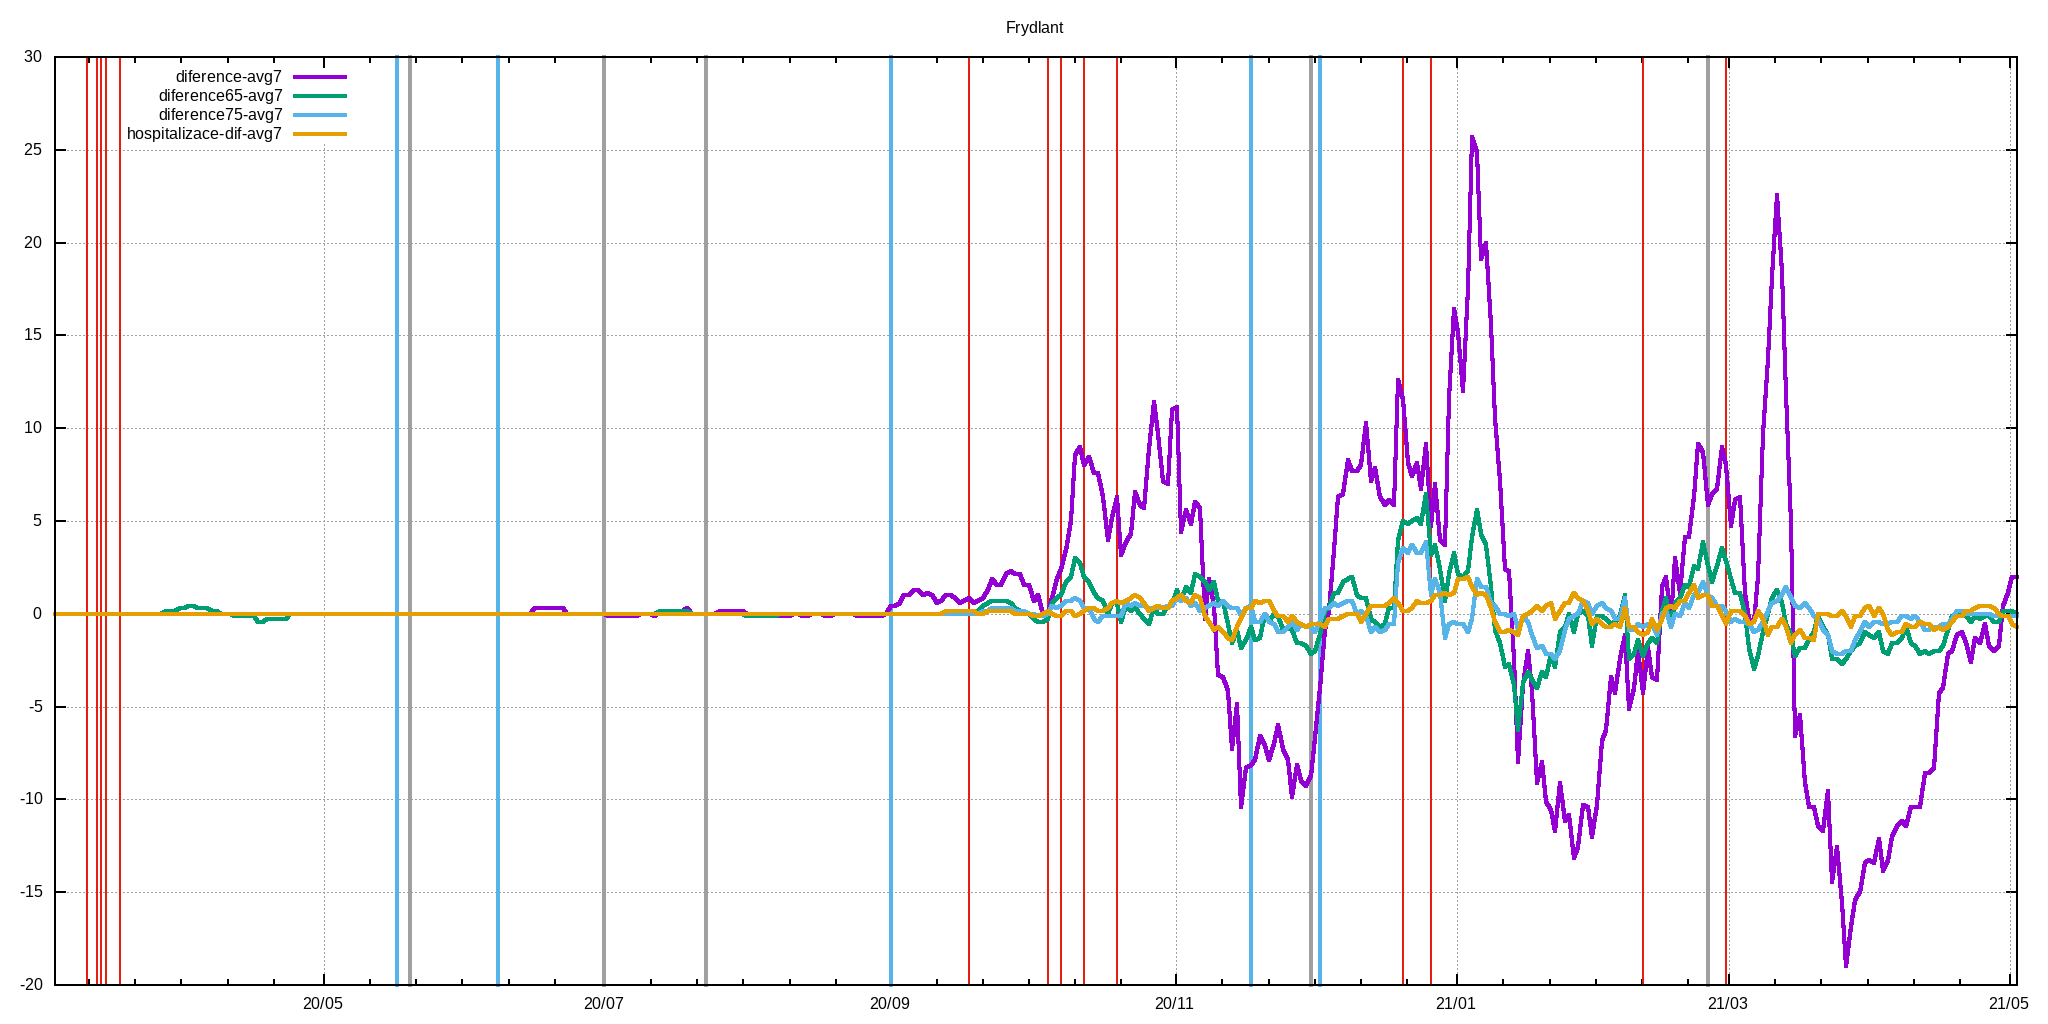 Frydlant
30
diference-avg7
diference65-avg7
diference75-avg7
hospitalizace-dif-avg7
25
20
15
10
5
0
-5
-10
-15
-20
20/05 20/07 20/09 20/11 21/01 21/03 21/05